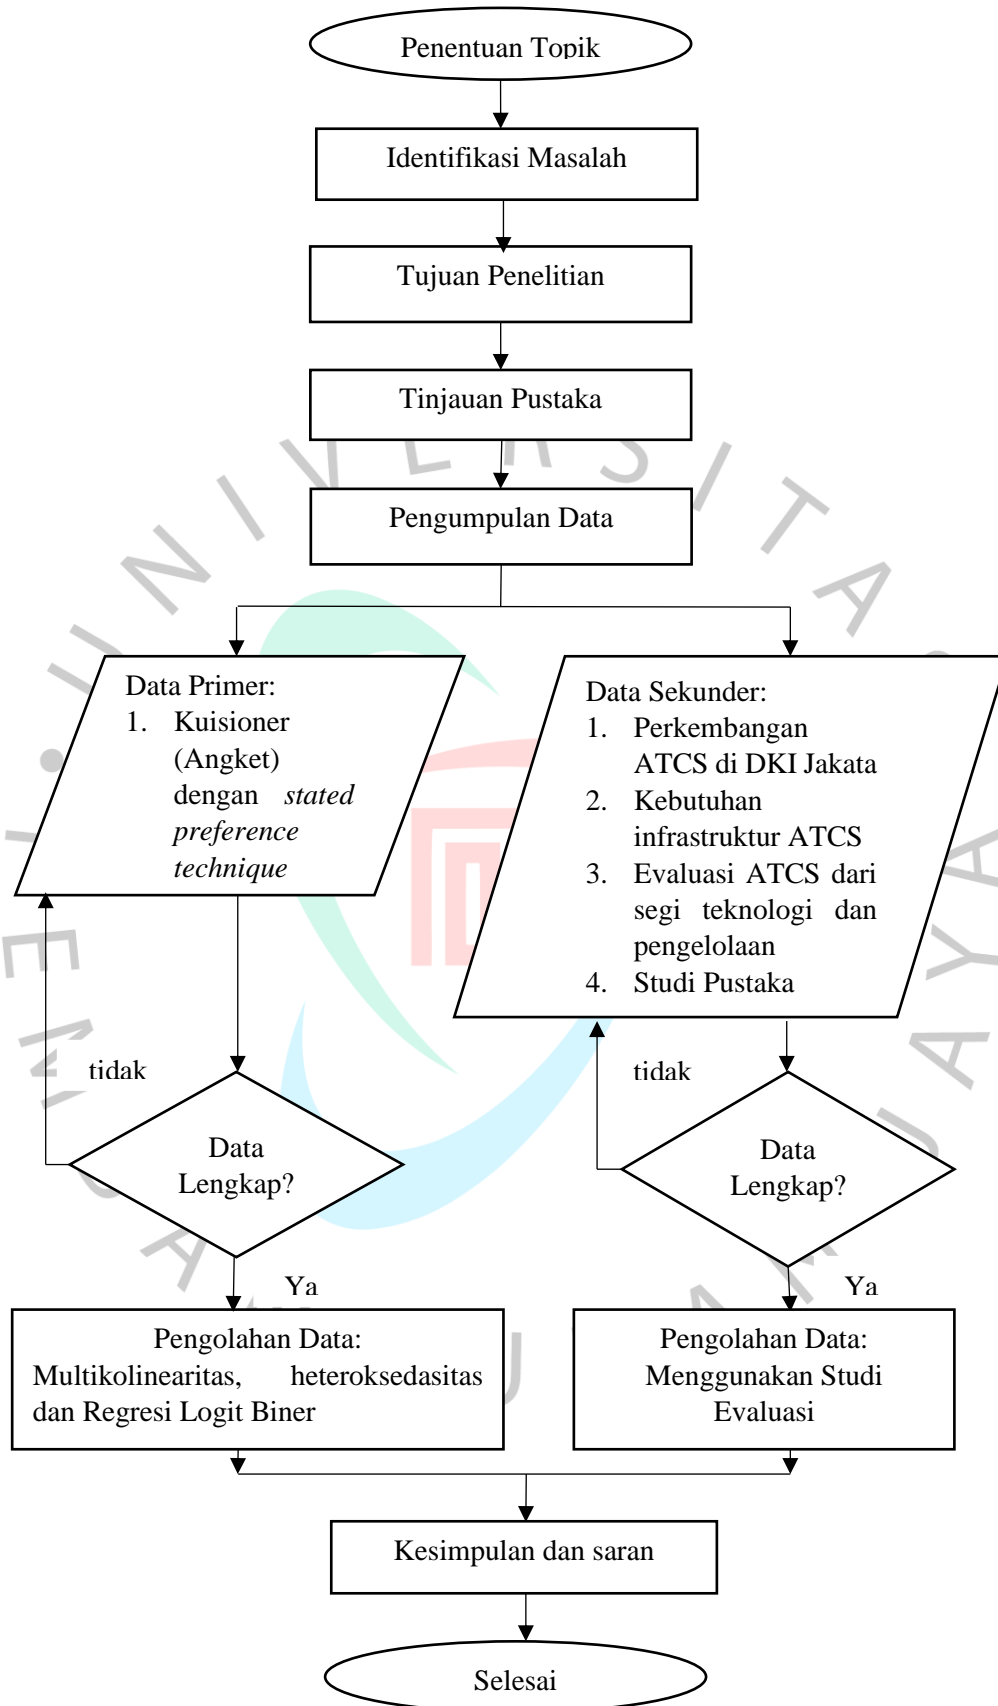 Penentuan Topik
Identifikasi Masalah
Tujuan Penelitian
Tinjauan Pustaka
Pengumpulan Data
Data Primer:
1. Kuisioner
(Angket)
dengan stated
preference
technique
Data Sekunder:
1. Perkembangan
ATCS di DKI Jakata
2. Kebutuhan
infrastruktur ATCS
3. Evaluasi ATCS dari
segi teknologi dan
pengelolaan
4. Studi Pustaka
tidak
tidak
Data
Lengkap?
Data
Lengkap?
Ya
Ya
Pengolahan Data:
Multikolinearitas, heteroksedasitas
dan Regresi Logit Biner
Pengolahan Data:
Menggunakan Studi
Evaluasi
Kesimpulan dan saran
Selesai